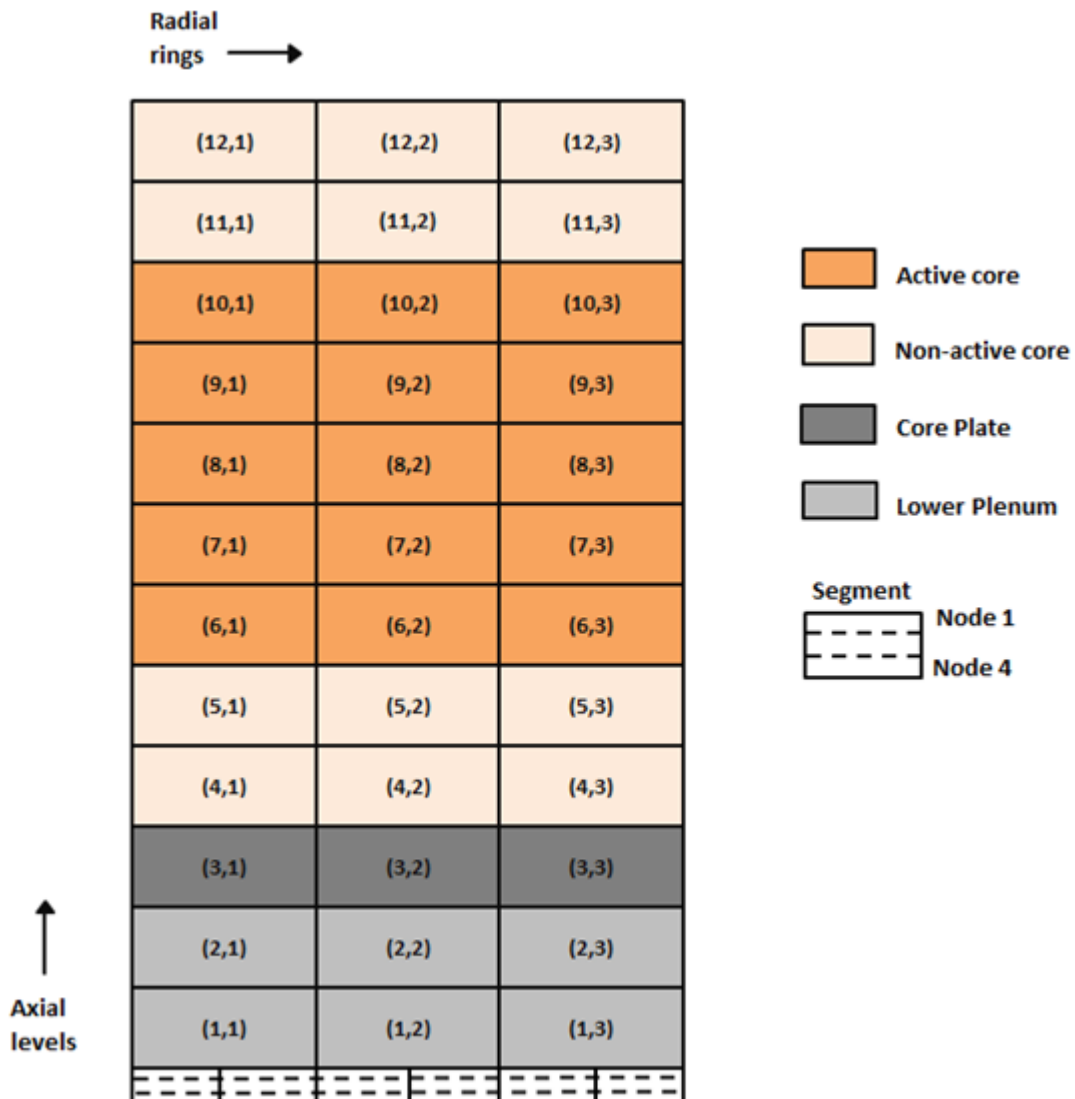 Radial
rings
(12,1) (12,2) (12,3)
(11,1) (11,2) (11,3)
(10,1) (10,2) (10,3)
(9,1) (9,2) (9,3)
(8,1) (8,2) (8,3)
(7,1) (7,2) (7,3)
(6,1) (6,2) (6,3)
(5,1) (5,2) (5,3)
(4,1) (4,2) (4,3)
(3,1) (3,2) (3,3)
(2,1) (2,2) (2,3)
(1,1) (1,2) (1,3)
Axial
levels
Active core
Non-active core
Core Plate
Lower Plenum
Segment
Node 1
Node 4